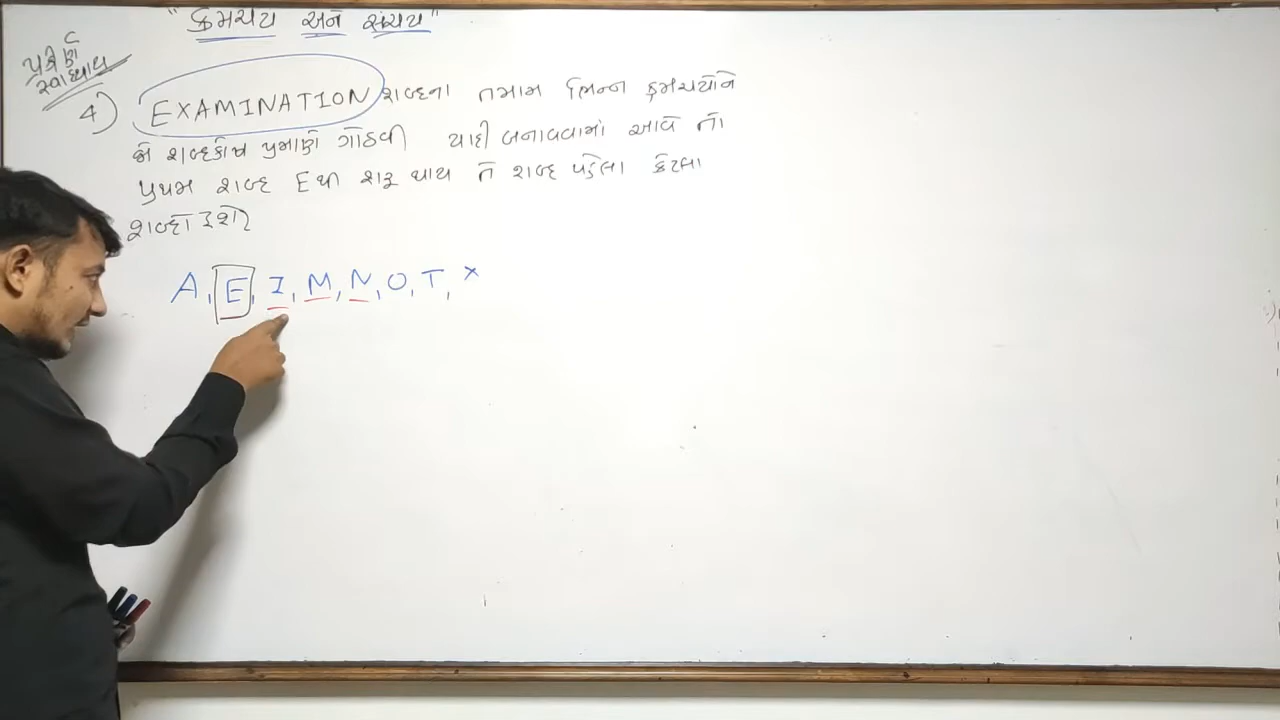 "ક્રમચય અને સંચય"
પ્રકીર્ણ
સ્વાધ્યાય
4) EXAMINATION શબ્દના તમામ ભિન્ન ક્રમચયોને
જો શબ્દકોષ પ્રમાણે ગોઠવી યાદી બનાવવામાં આવે તો
પ્રથમ શબ્દ E થી શરૂ થાય તે શબ્દ પહેલા કેટલા
શબ્દો હશે?
A, E, I, M, N, O, T, X